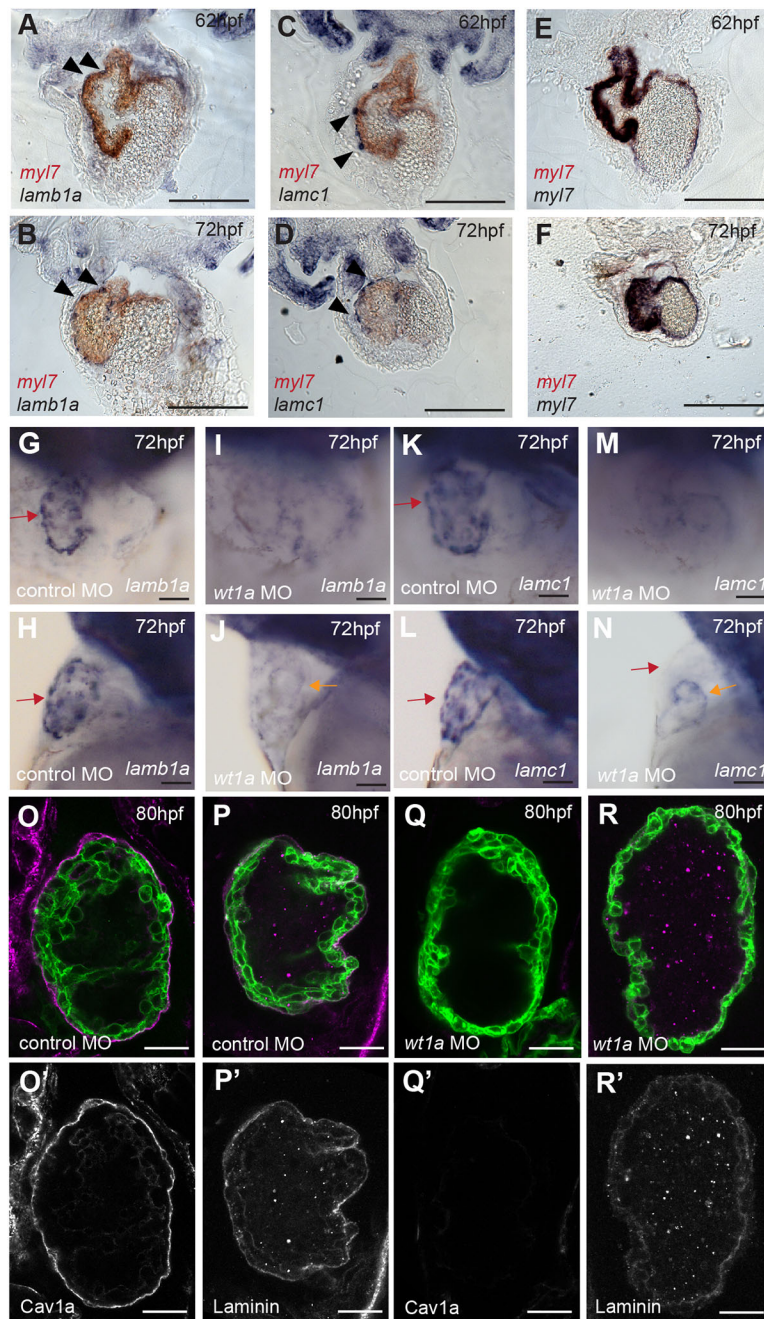 A 62hpf
myl7
lamb1a
C 62hpf
myl7
lamc1
E 62hpf
myl7
myl7
B 72hpf
myl7
lamb1a
D 72hpf
myl7
lamc1
F 72hpf
myl7
myl7
G 72hpf
control MO lamb1a
I 72hpf
wt1a MO lamb1a
K 72hpf
control MO lamc1
M 72hpf
wt1a MO lamc1
H 72hpf
control MO lamb1a
J 72hpf
wt1a MO lamb1a
L 72hpf
control MO lamc1
N 72hpf
wt1a MO lamc1
O 80hpf
control MO
P 80hpf
control MO
Q 80hpf
wt1a MO
R 80hpf
wt1a MO
O'
Cav1a
P'
Laminin
Q'
Cav1a
R'
Laminin